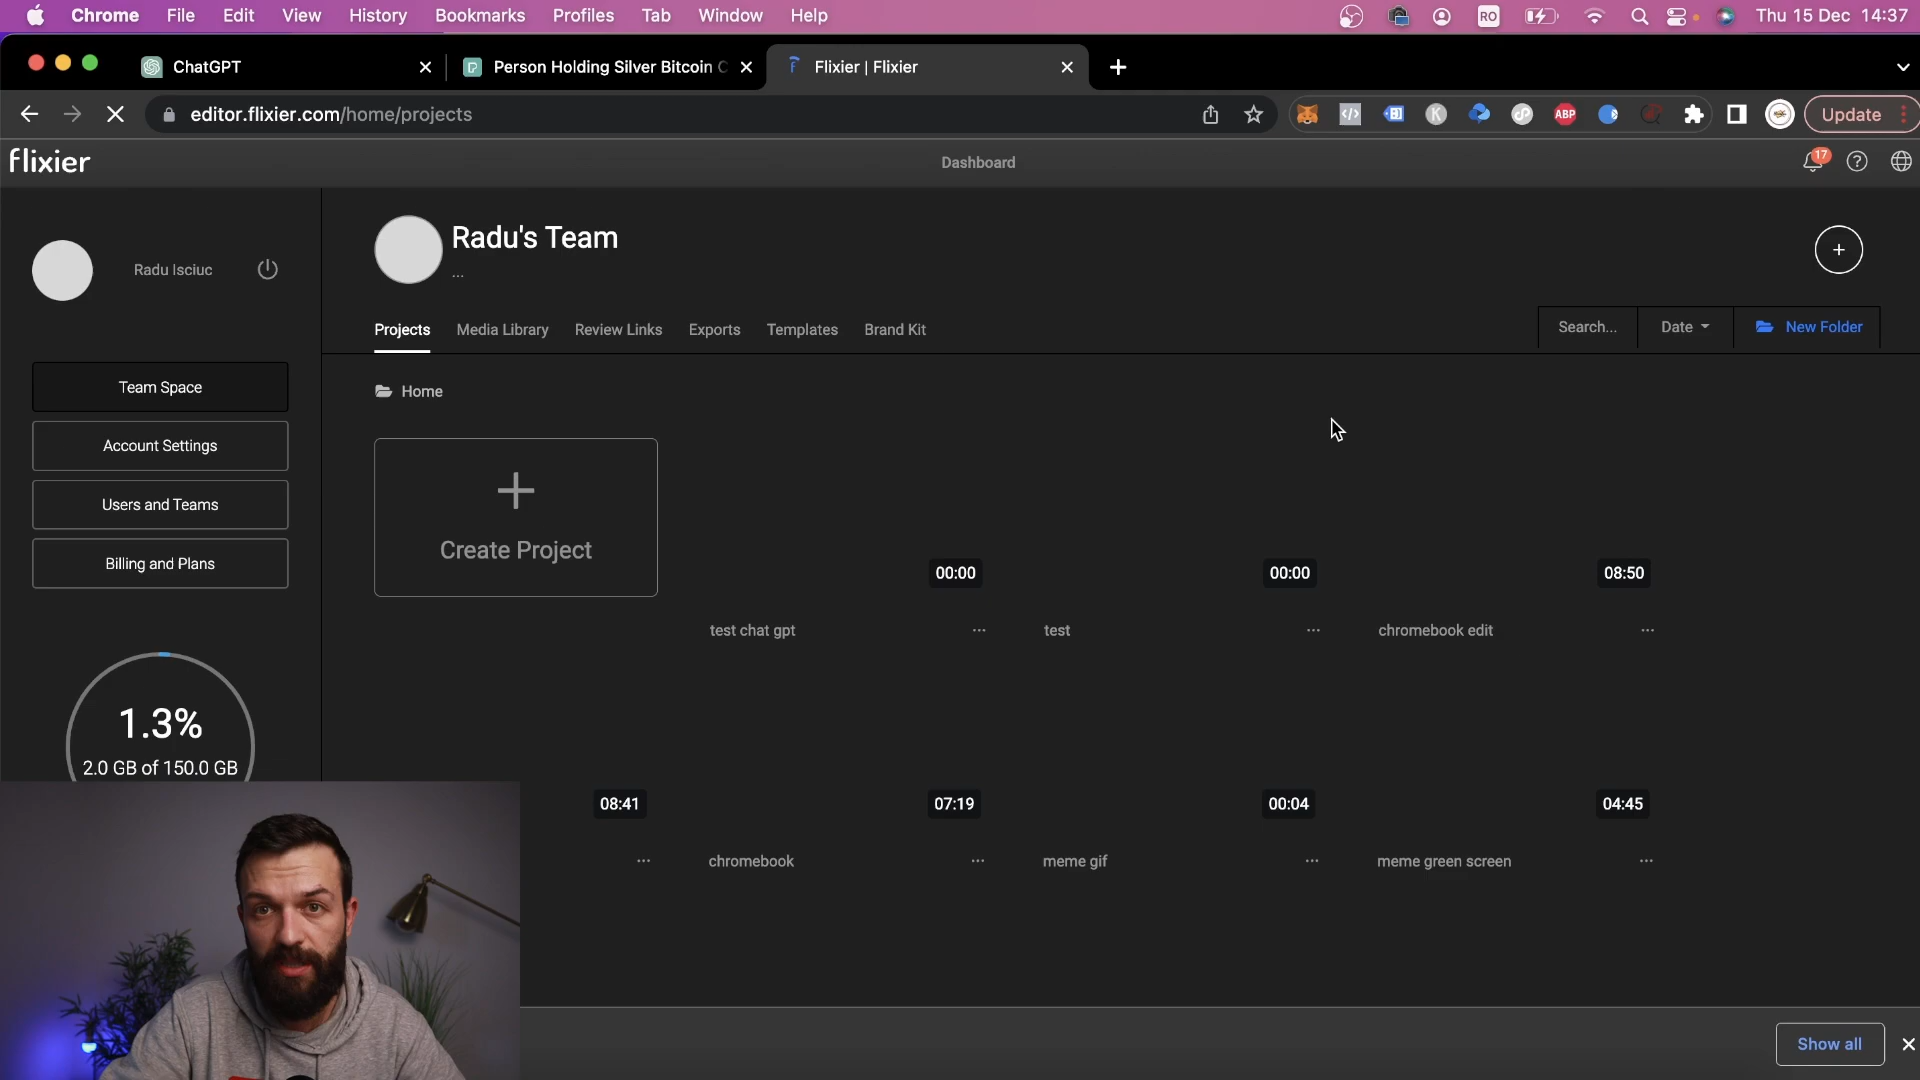 Chrome File Edit View History Bookmarks Profiles Tab Window Help RO Thu 15 Dec 14:37
ChatGPT Person Holding Silver Bitcoin Flixier | Flixier
editor.flixier.com/home/projects ABP Update
flixier Dashboard 17
Radu Isciuc
Radu's Team
...
Projects Media Library Review Links Exports Templates Brand Kit Search... Date New Folder
Home
Team Space
Account Settings
Users and Teams
Billing and Plans
Create Project
00:00 00:00 08:50
test chat gpt ... test ... chromebook edit ...
1.3%
2.0 GB of 150.0 GB
08:41 07:19 00:04 04:45
... chromebook ... meme gif ... meme green screen ...
Show all